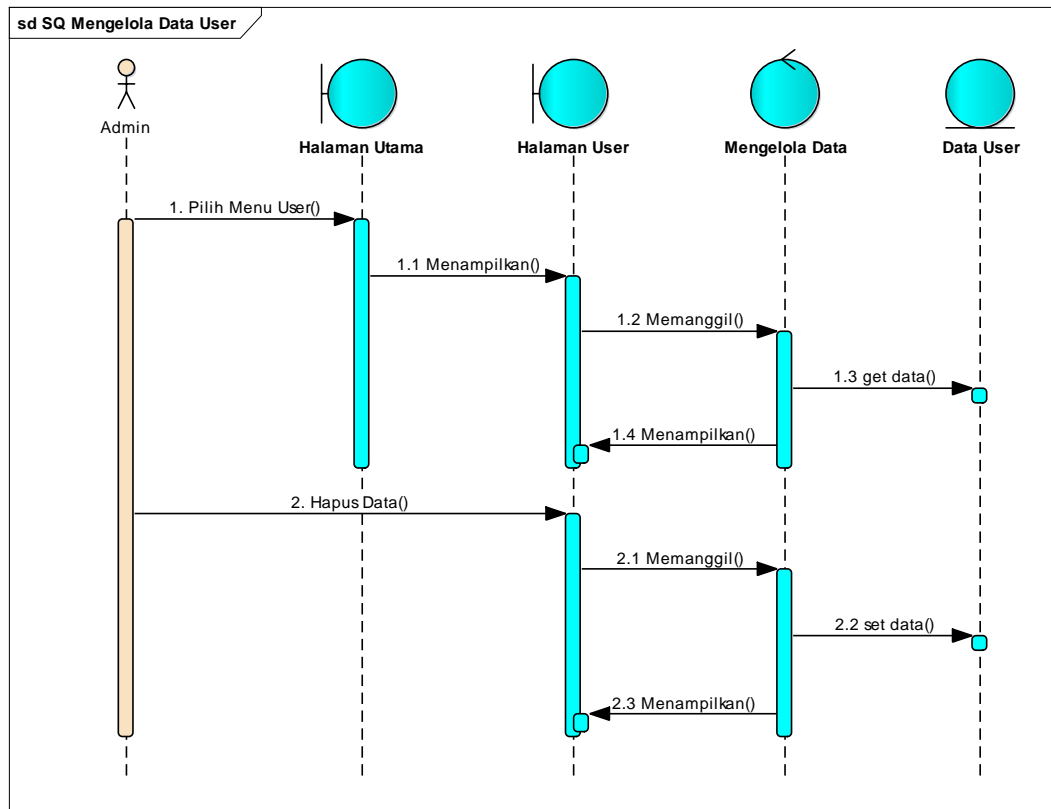 sd SQ Mengelola Data User
Admin
Halaman Utama
Halaman User
Mengelola Data
Data User
1. Pilih Menu User()
1.1 Menampilkan()
1.2 Memanggil()
1.3 get data()
1.4 Menampilkan()
2. Hapus Data()
2.1 Memanggil()
2.2 set data()
2.3 Menampilkan()